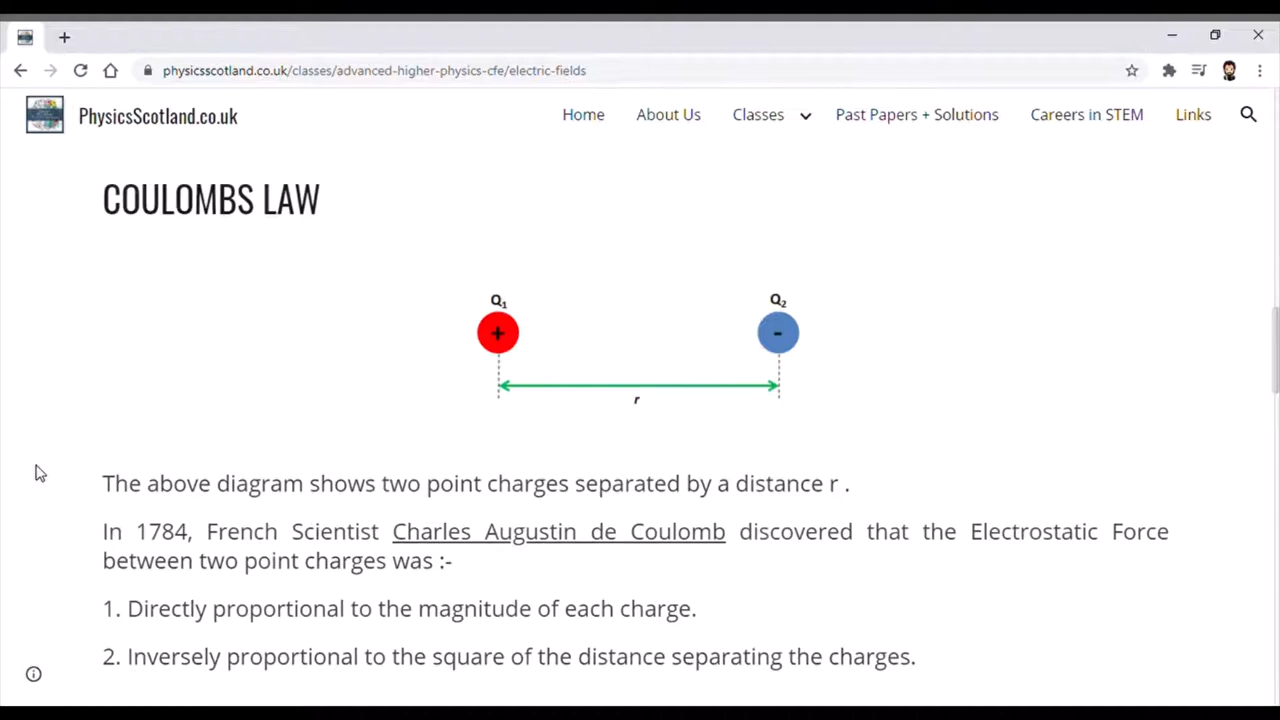 physicsscotland.co.uk/classes/advanced-higher-physics-cfe/electric-fields
PhysicsScotland.co.uk Home About Us Classes Past Papers + Solutions Careers in STEM Links
COULOMBS LAW
Q₁ Q₂
+ -
r
The above diagram shows two point charges separated by a distance r .
In 1784, French Scientist Charles Augustin de Coulomb discovered that the Electrostatic Force
between two point charges was :-
1. Directly proportional to the magnitude of each charge.
2. Inversely proportional to the square of the distance separating the charges.